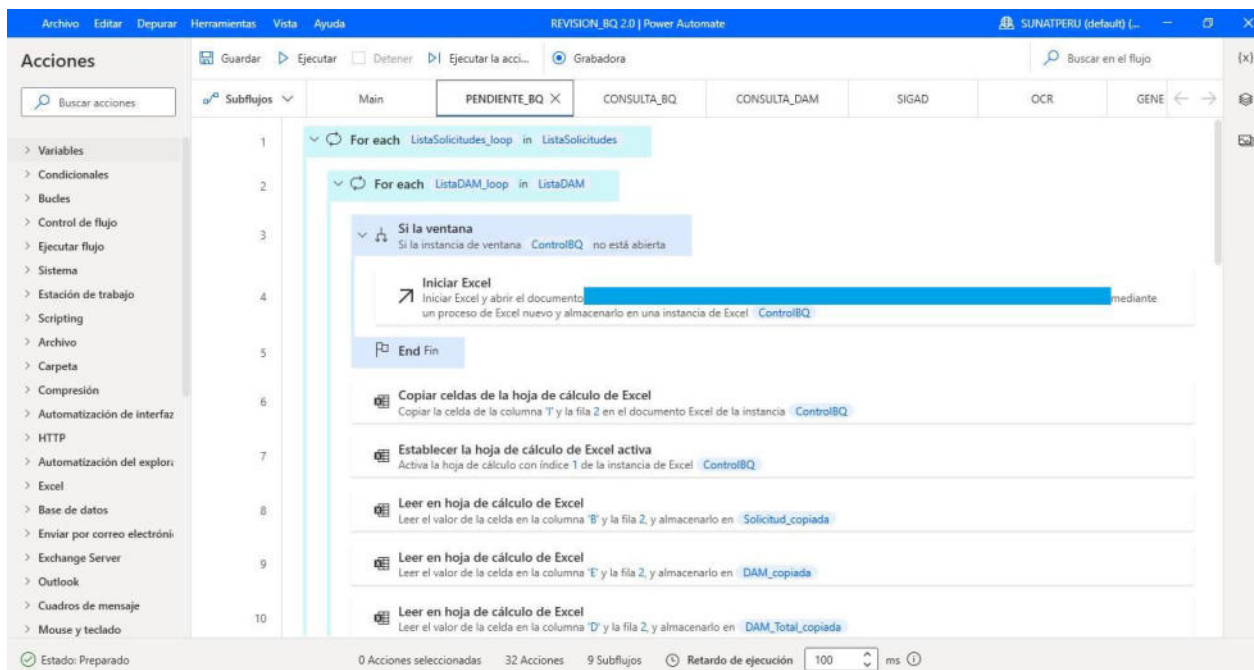 Archivo Editar Depurar Herramientas Vista Ayuda REVISION_BQ 2.0 | Power Automate SUNATPERU (default) (...
Acciones
Guardar Ejecutar Detener Ejecutar la acci... Grabadora Buscar en el flujo {x}
Buscar acciones
Subflujos Main PENDIENTE_BQ CONSULTA_BQ CONSULTA_DAM SIGAD OCR GENE
Variables
Condicionales
Bucles
Control de flujo
Ejecutar flujo
Sistema
Estación de trabajo
Scripting
Archivo
Carpeta
Compresión
Automatización de interfaz
HTTP
Automatización del explora
Excel
Base de datos
Enviar por correo electróni
Exchange Server
Outlook
Cuadros de mensaje
Mouse y teclado
1 For each ListaSolicitudes_loop in ListaSolicitudes
2 For each ListaDAM_loop in ListaDAM
3 Si la ventana
Si la instancia de ventana ControlBQ no está abierta
4 Iniciar Excel
Iniciar Excel y abrir el documento mediante
un proceso de Excel nuevo y almacenarlo en una instancia de Excel ControlBQ
5 End Fin
6 Copiar celdas de la hoja de cálculo de Excel
Copiar la celda de la columna 'I' y la fila 2 en el documento Excel de la instancia ControlBQ
7 Establecer la hoja de cálculo de Excel activa
Activa la hoja de cálculo con índice 1 de la instancia de Excel ControlBQ
8 Leer en hoja de cálculo de Excel
Leer el valor de la celda en la columna 'B' y la fila 2, y almacenarlo en Solicitud_copiada
9 Leer en hoja de cálculo de Excel
Leer el valor de la celda en la columna 'E' y la fila 2, y almacenarlo en DAM_copiada
10 Leer en hoja de cálculo de Excel
Leer el valor de la celda en la columna 'D' y la fila 2, y almacenarlo en DAM_Total_copiada
Estado: Preparado 0 Acciones seleccionadas 32 Acciones 9 Subflujos Retardo de ejecución 100 ms